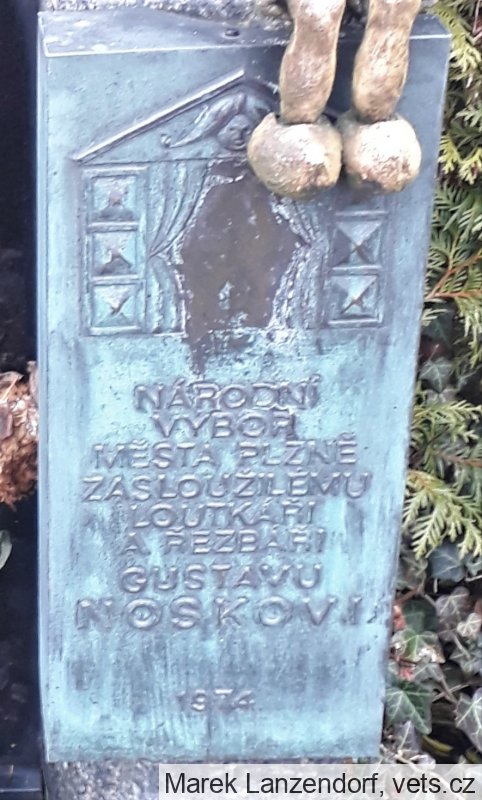 NÁRODNÍ
VÝBOR
MĚSTA PLZNĚ
ZASLOUŽILÉMU
LOUTKÁŘI
A ŘEZBÁŘI
GUSTAVU
NOSKOVI
1974
Marek Lanzendorf, vets.cz